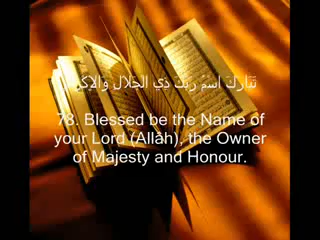 تَبَارَكَ اسْمُ رَبِّكَ ذِي الْجَلَالِ وَالْإِكْرَامِ
78. Blessed be the Name of
your Lord (Allâh), the Owner
of Majesty and Honour.